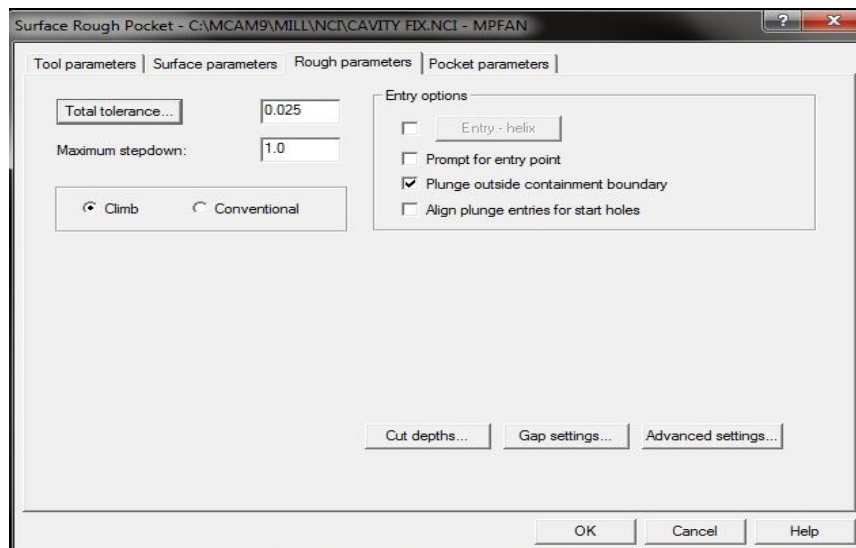 Surface Rough Pocket - C:\MCAM9\MILL\NCI\CAVITY FIX.NCI - MPFAN
Tool parameters Surface parameters Rough parameters Pocket parameters
Total tolerance... 0.025
Maximum stepdown: 1.0
Climb Conventional
Entry options
Entry - helix
Prompt for entry point
Plunge outside containment boundary
Align plunge entries for start holes
Cut depths... Gap settings... Advanced settings...
OK Cancel Help